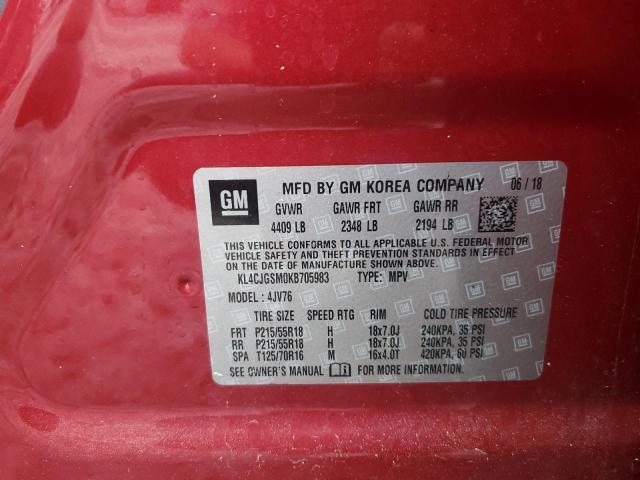 GM MFD BY GM KOREA COMPANY 06 / 18
GVWR GAWR FRT GAWR RR
4409 LB 2348 LB 2194 LB
THIS VEHICLE CONFORMS TO ALL APPLICABLE U.S. FEDERAL MOTOR
VEHICLE SAFETY AND THEFT PREVENTION STANDARDS IN EFFECT
ON THE DATE OF MANUFACTURE SHOWN ABOVE.
KL4CJGSM0KB705983 TYPE: MPV
MODEL : 4JV76
TIRE SIZE SPEED RTG RIM COLD TIRE PRESSURE
FRT P215/55R18 H 18x7.0J 240KPA, 35 PSI
RR P215/55R18 H 18x7.0J 240KPA, 35 PSI
SPA T125/70R16 M 16x4.0T 420KPA, 60 PSI
SEE OWNER'S MANUAL FOR MORE INFORMATION.